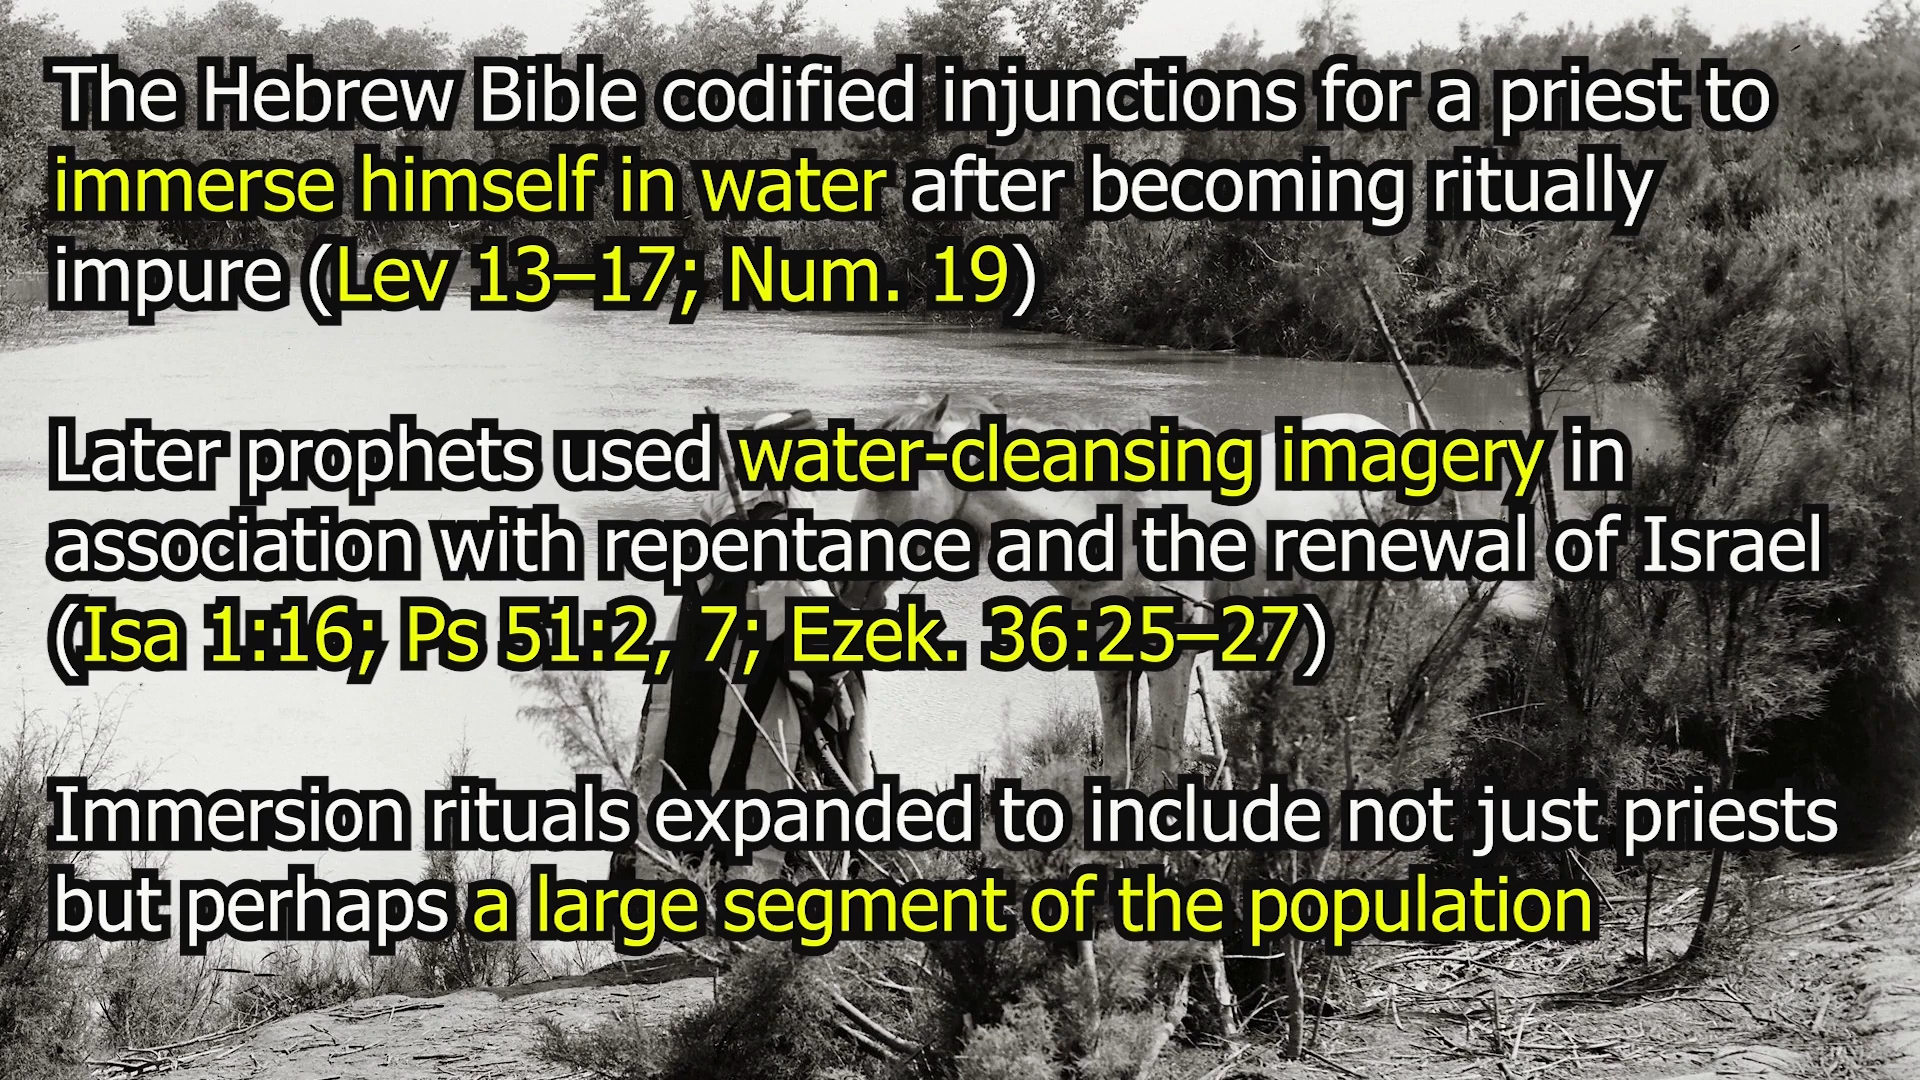 The Hebrew Bible codified injunctions for a priest to
immerse himself in water after becoming ritually
impure (Lev 13–17; Num. 19)
Later prophets used water-cleansing imagery in
association with repentance and the renewal of Israel
(Isa 1:16; Ps 51:2, 7; Ezek. 36:25–27)
Immersion rituals expanded to include not just priests
but perhaps a large segment of the population